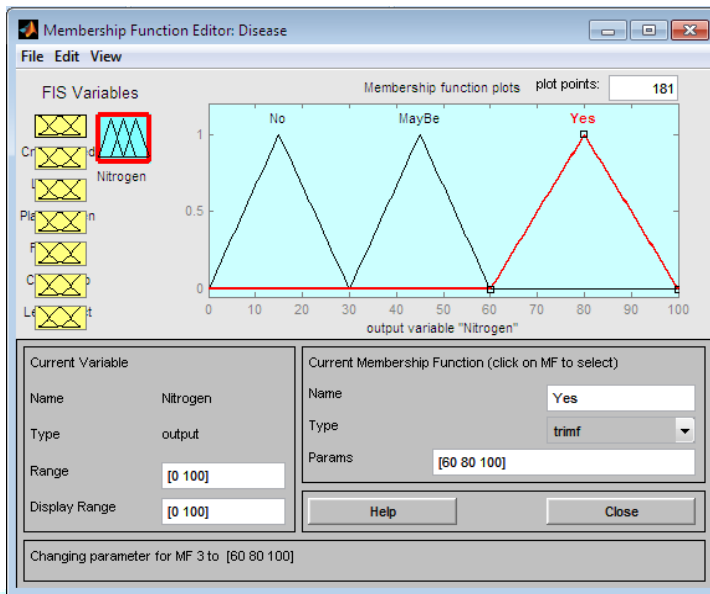 Membership Function Editor: Disease
File Edit View
FIS Variables
Membership function plots
plot points:
181
Nitrogen
No
MayBe
Yes
1
0.5
0
0 10 20 30 40 50 60 70 80 90 100
output variable "Nitrogen"
Current Variable
Name Nitrogen
Type output
Range [0 100]
Display Range [0 100]
Current Membership Function (click on MF to select)
Name Yes
Type trimf
Params [60 80 100]
Help
Close
Changing parameter for MF 3 to [60 80 100]